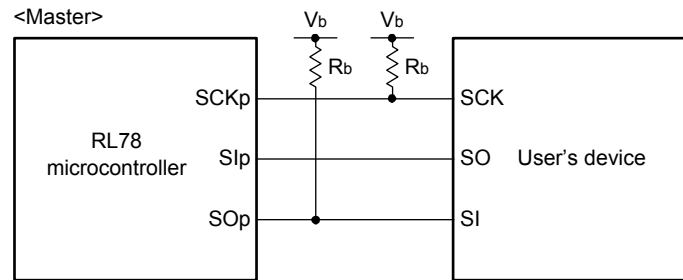 <Master>
Vb Vb
Rb Rb
SCKp SCK
RL78
microcontroller
SIp SO
User's device
SOp SI